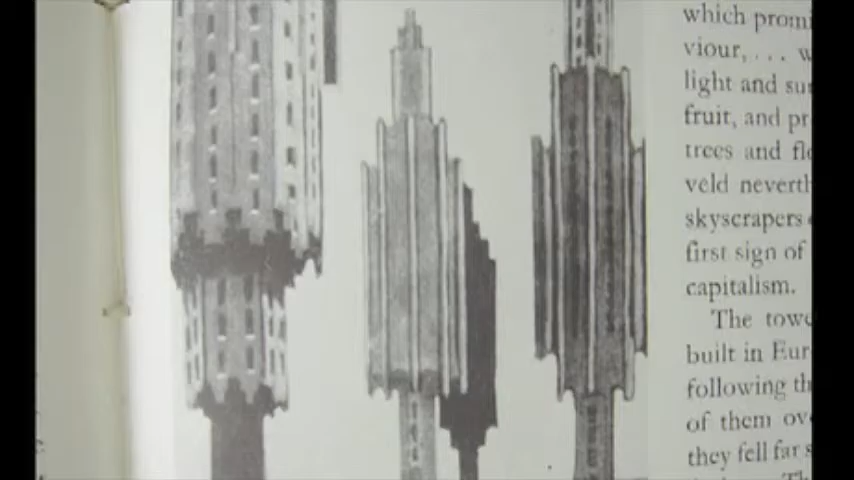 which promi
viour, . . . w
light and su
fruit, and pr
trees and flo
veld neverth
skyscrapers
first sign of
capitalism.
The towe
built in Eur
following th
of them ov
they fell far s